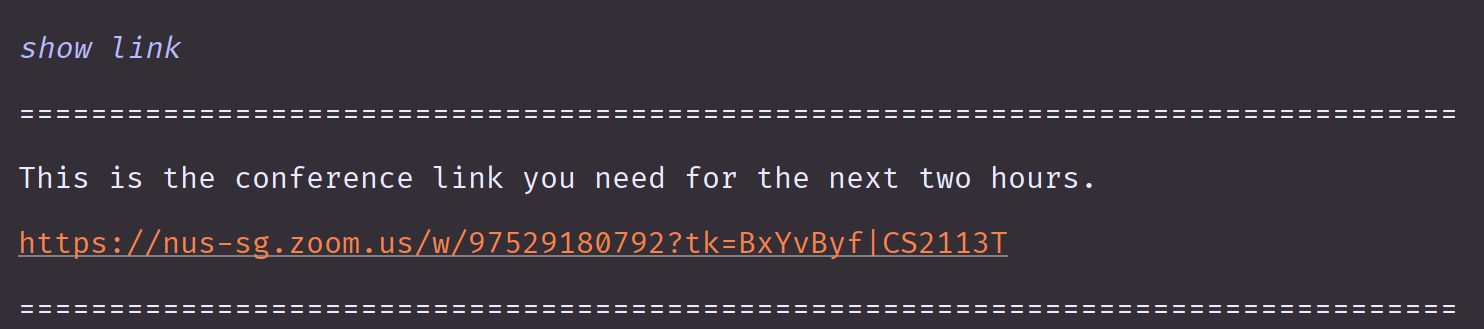 show link
================================================================================
This is the conference link you need for the next two hours.
https://nus-sg.zoom.us/w/97529180792?tk=BxYvByf|CS2113T
================================================================================